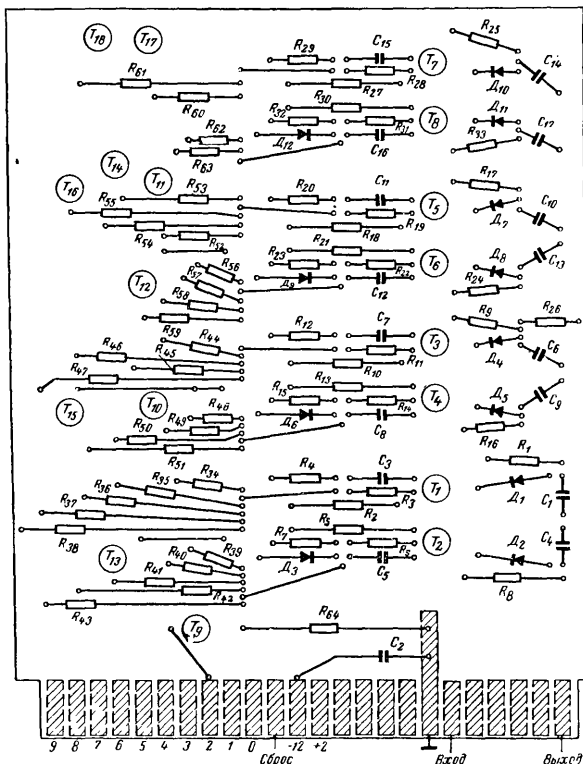 T18 T17 R29 C15 T7 R25 C14
R61 R27 R28 Д10
R60 R30 Д11
R32 T8 C17
R62 R31
R63 Д12 C16 R33
T14 R17
T16 T11 R53 R20 C11 T5 C10
R55 Д7
R54 R18 R19
R52 R21 C13
R56 R23 T6 Д8
R57 R22
T12 Д9 C12 R24
R58 R9 R26
R59 R44 R12 C7 T3 C6
R46 Д4
R45 R10 R11
R47 R13 C9
R15 T4 Д5
T15 T10 R48 R14
R49 Д6 C8
R50 R16
R51 R1
R34 R4 C3 T1
R35 Д1 C1
R36 R3
R37 R2
R38 R5 C4
R39 R7 T2 Д2
T13 R40 R6
R41 Д3 C5
R42 R8
R43
T9 R64
C2
9 8 7 6 5 4 3 2 1 0 -12 +2
Сброс Вход Выход